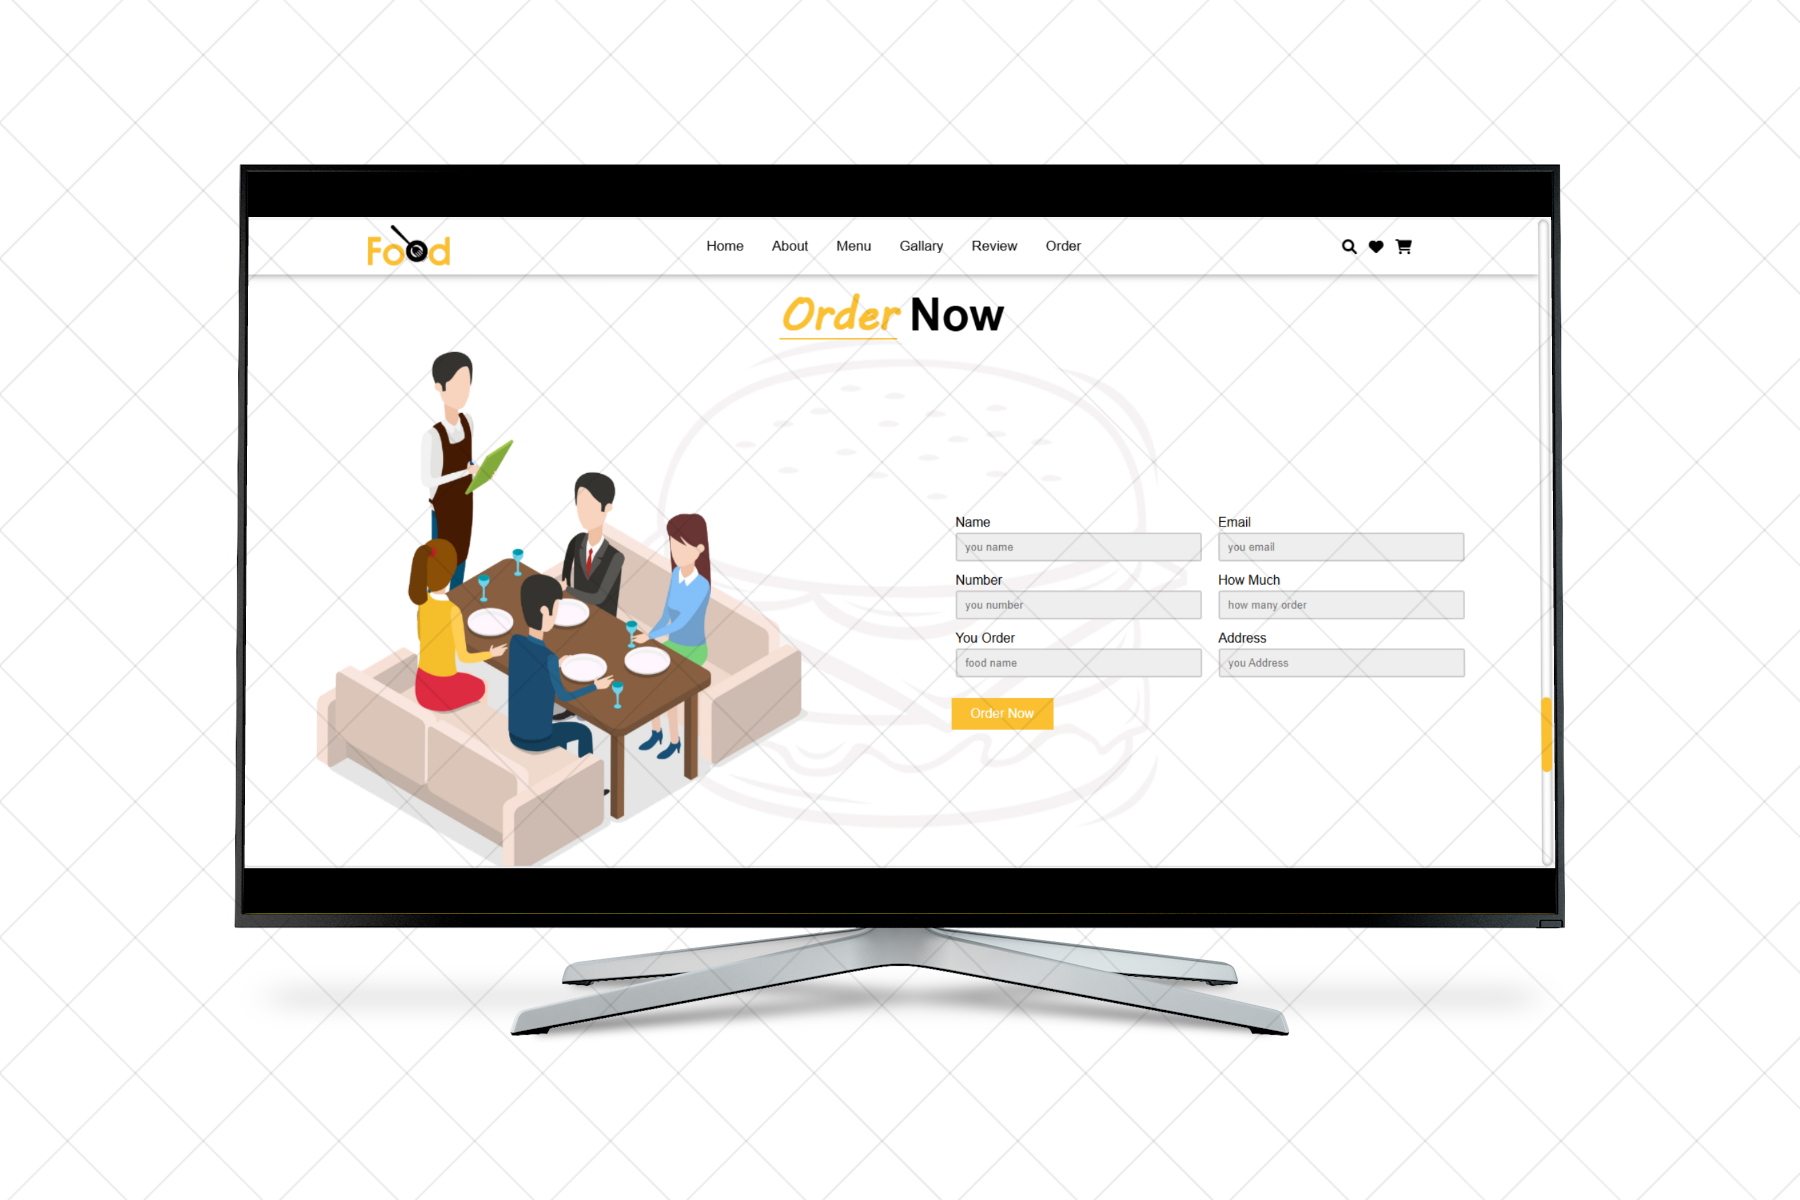 Food
Home About Menu Gallary Review Order
Order Now
Name Email
you name you email
Number How Much
you number how many order
You Order Address
food name you Address
Order Now